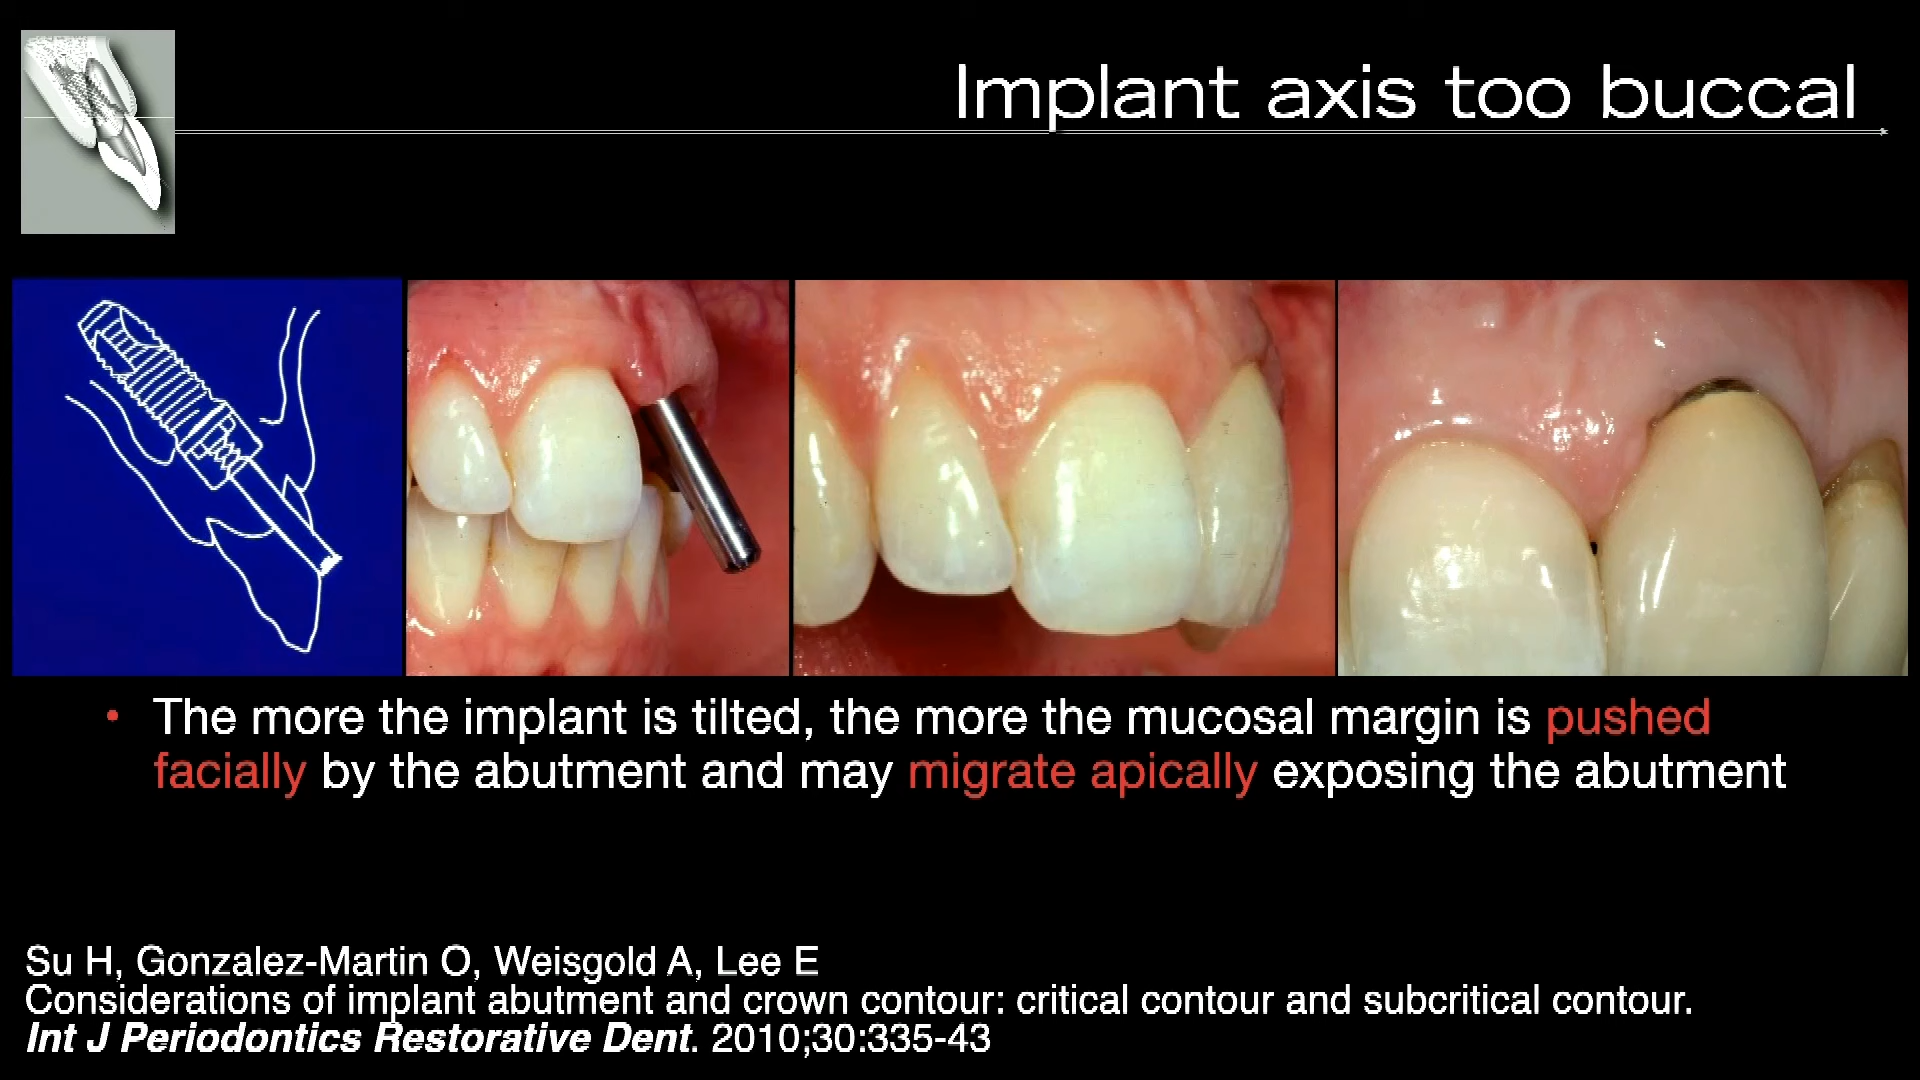 Implant axis too buccal
• The more the implant is tilted, the more the mucosal margin is pushed
facially by the abutment and may migrate apically exposing the abutment
Su H, Gonzalez-Martin O, Weisgold A, Lee E
Considerations of implant abutment and crown contour: critical contour and subcritical contour.
Int J Periodontics Restorative Dent. 2010;30:335-43